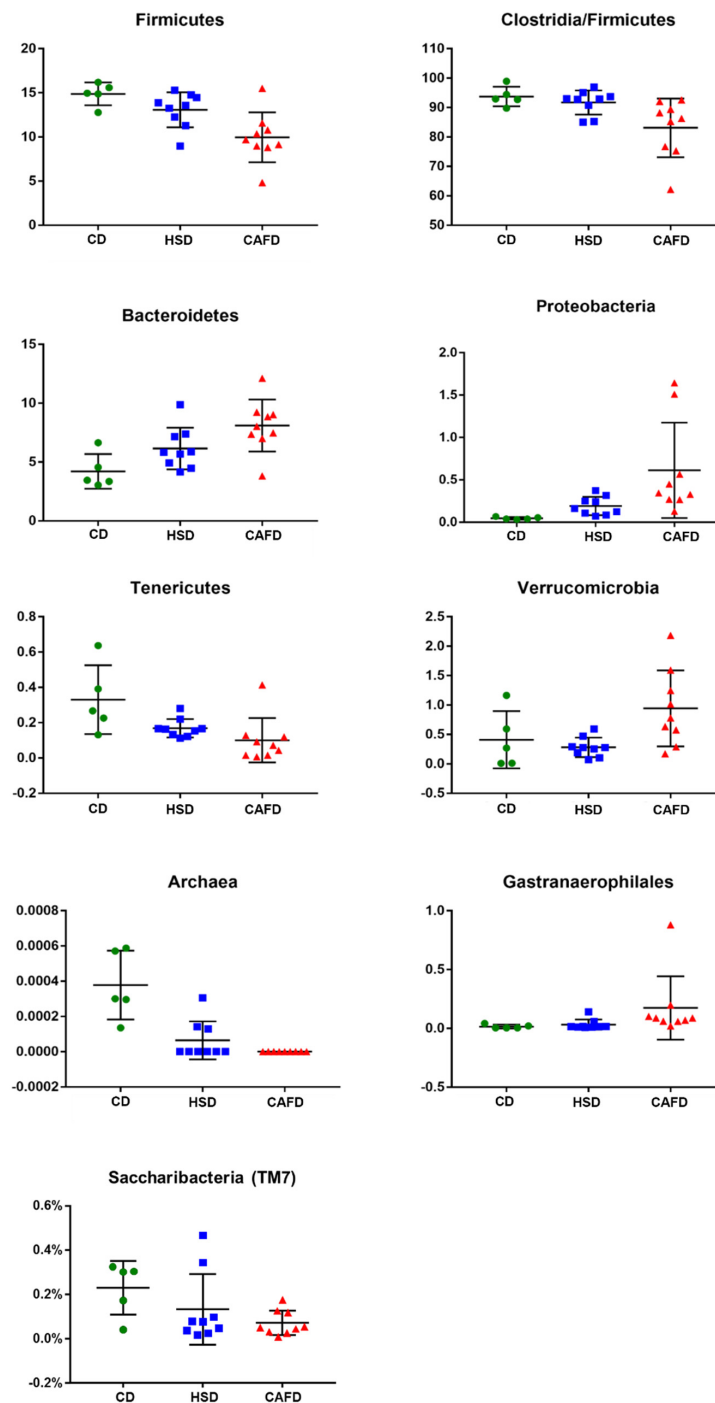 Firmicutes
20
15
10
5
0
CD HSD CAFD
Clostridia/Firmicutes
110
100
90
80
70
60
50
CD HSD CAFD
Bacteroidetes
15
10
5
0
CD HSD CAFD
Proteobacteria
2.0
1.5
1.0
0.5
0.0
CD HSD CAFD
Tenericutes
0.8
0.6
0.4
0.2
0.0
-0.2
CD HSD CAFD
Verrucomicrobia
2.5
2.0
1.5
1.0
0.5
0.0
-0.5
CD HSD CAFD
Archaea
0.0008
0.0006
0.0004
0.0002
0.0000
-0.0002
CD HSD CAFD
Gastranaerophilales
1.0
0.5
0.0
-0.5
CD HSD CAFD
Saccharibacteria (TM7)
0.6%
0.4%
0.2%
0.0%
-0.2%
CD HSD CAFD